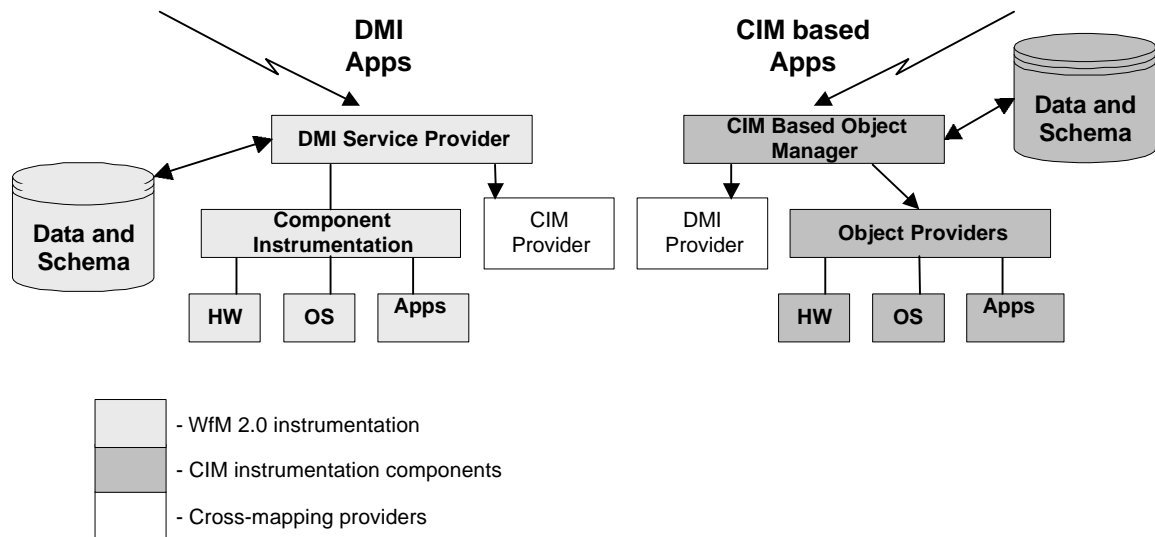 DMI
Apps
CIM based
Apps
Data and
Schema
DMI Service Provider
CIM Based Object
Manager
Data and
Schema
Component
Instrumentation
CIM
Provider
DMI
Provider
Object Providers
HW
OS
Apps
HW
OS
Apps
- WfM 2.0 instrumentation
- CIM instrumentation components
- Cross-mapping providers